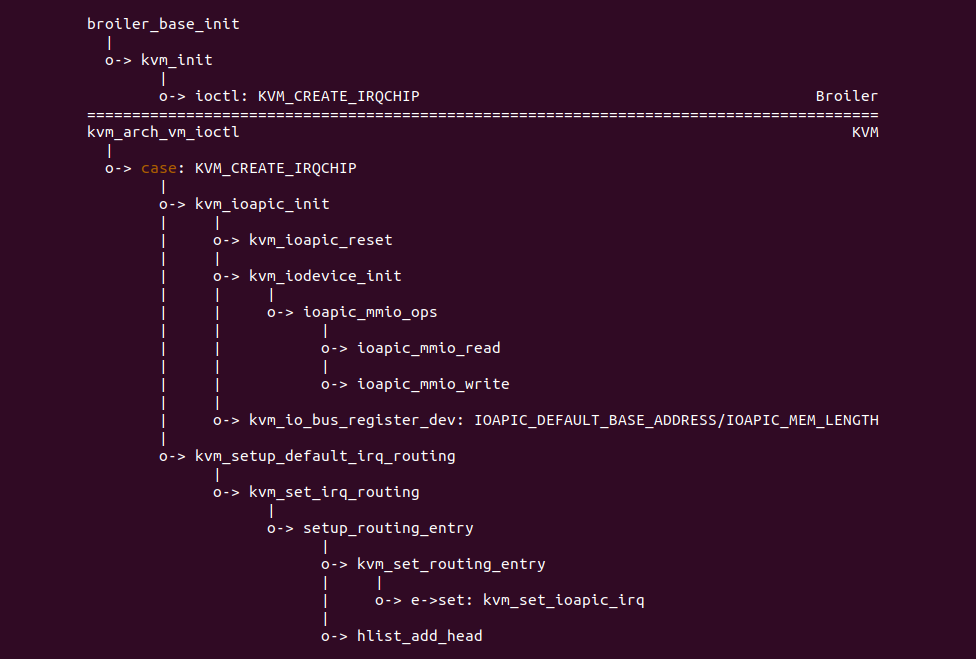 broiler_base_init
  |
  o-> kvm_init
        |
        o-> ioctl: KVM_CREATE_IRQCHIP                                            Broiler
========================================================================================
kvm_arch_vm_ioctl                                                                    KVM
  |
  o-> case: KVM_CREATE_IRQCHIP
        |
        o-> kvm_ioapic_init
        |     |
        |     o-> kvm_ioapic_reset
        |     |
        |     o-> kvm_iodevice_init
        |     |     |
        |     |     o-> ioapic_mmio_ops
        |     |           |
        |     |           o-> ioapic_mmio_read
        |     |           |
        |     |           o-> ioapic_mmio_write
        |     |
        |     o-> kvm_io_bus_register_dev: IOAPIC_DEFAULT_BASE_ADDRESS/IOAPIC_MEM_LENGTH
        |
        o-> kvm_setup_default_irq_routing
              |
              o-> kvm_set_irq_routing
                    |
                    o-> setup_routing_entry
                          |
                          o-> kvm_set_routing_entry
                          |     |
                          |     o-> e->set: kvm_set_ioapic_irq
                          |
                          o-> hlist_add_head